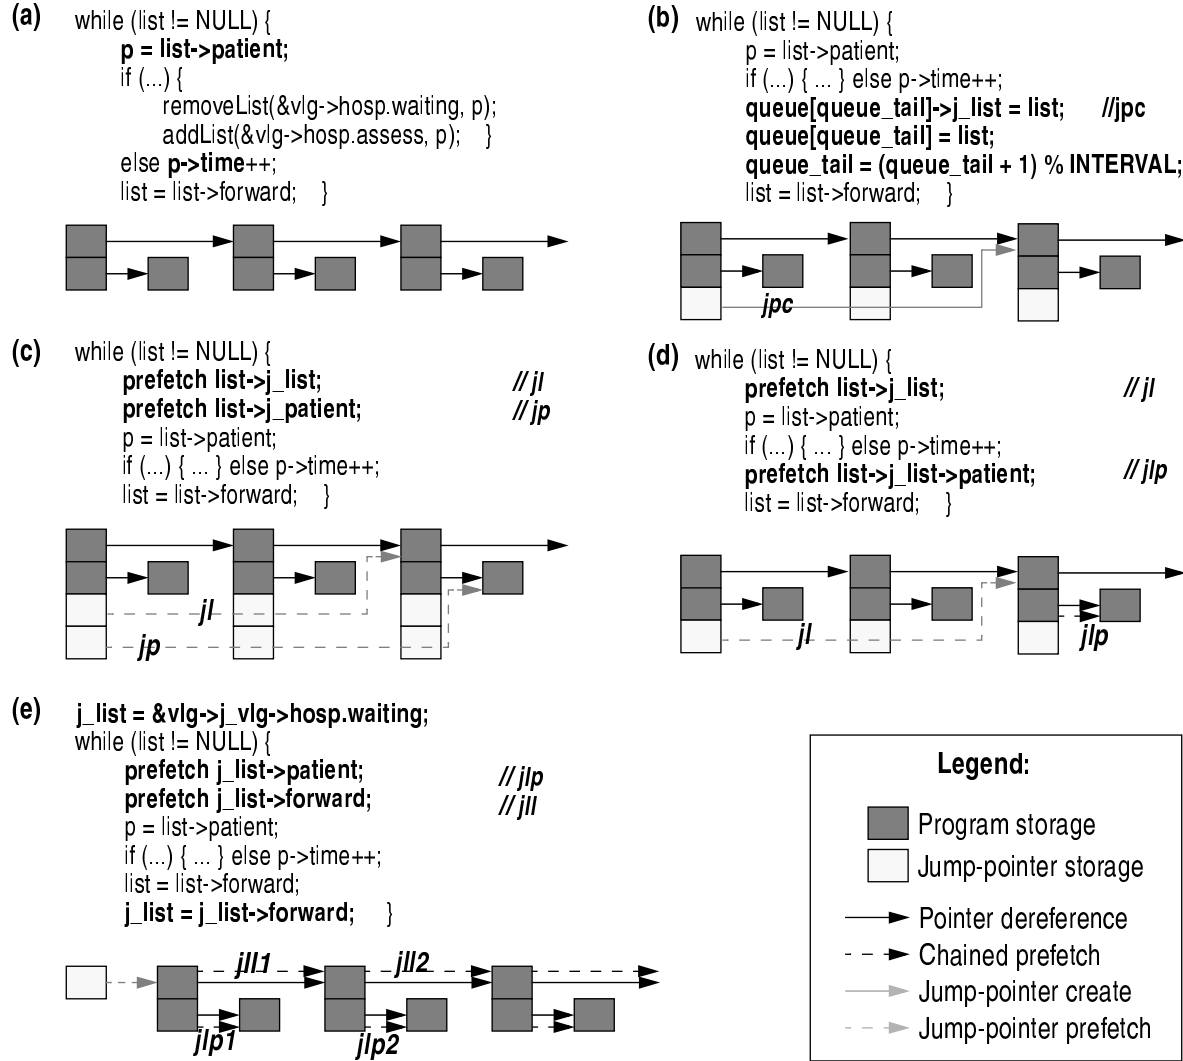 (a) while (list != NULL) {
p = list->patient;
if (...) {
removeList(&vlg->hosp.waiting, p);
addList(&vlg->hosp.assess, p);    }
else p->time++;
list = list->forward;    }
(b) while (list != NULL) {
p = list->patient;
if (...) { ... } else p->time++;
queue[queue_tail]->j_list = list;    //jpc
queue[queue_tail] = list;
queue_tail = (queue_tail + 1) % INTERVAL;
list = list->forward;    }
jpc
(c) while (list != NULL) {
prefetch list->j_list;    // jl
prefetch list->j_patient;    // jp
p = list->patient;
if (...) { ... } else p->time++;
list = list->forward;    }
jl
jp
(d) while (list != NULL) {
prefetch list->j_list;    // jl
p = list->patient;
if (...) { ... } else p->time++;
prefetch list->j_list->patient;    // jlp
list = list->forward;    }
jl
jlp
(e) j_list = &vlg->j_vlg->hosp.waiting;
while (list != NULL) {
prefetch j_list->patient;    // jlp
prefetch j_list->forward;    // jll
p = list->patient;
if (...) { ... } else p->time++;
list = list->forward;
j_list = j_list->forward;    }
jll1 jll2
jlp1 jlp2
Legend:
Program storage
Jump-pointer storage
Pointer dereference
Chained prefetch
Jump-pointer create
Jump-pointer prefetch